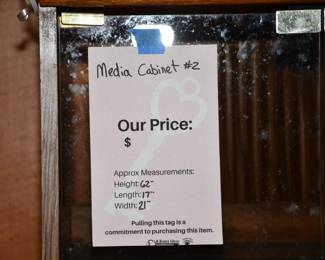 Media Cabinet #2
Our Price:
$
Approx Measurements:
Height: 62"
Length: 17"
Width: 21"
Pulling this tag is a
commitment to purchasing this item.